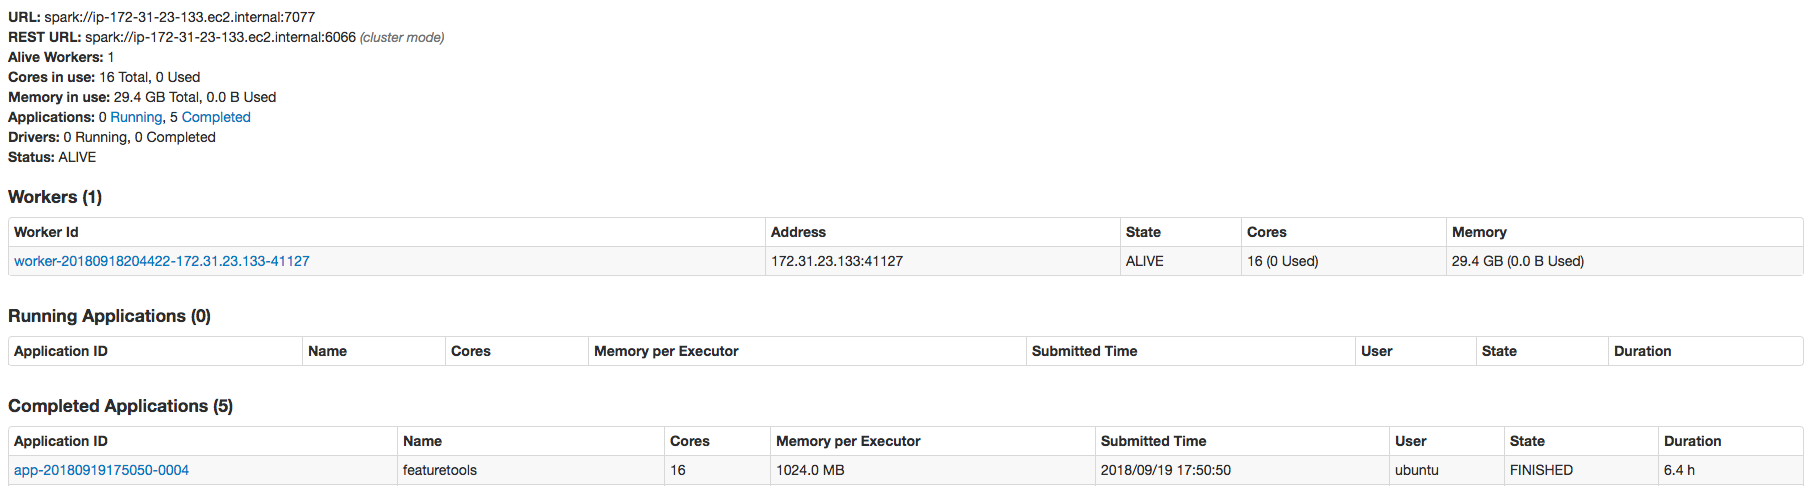 URL: spark://ip-172-31-23-133.ec2.internal:7077
REST URL: spark://ip-172-31-23-133.ec2.internal:6066 (cluster mode)
Alive Workers: 1
Cores in use: 16 Total, 0 Used
Memory in use: 29.4 GB Total, 0.0 B Used
Applications: 0 Running, 5 Completed
Drivers: 0 Running, 0 Completed
Status: ALIVE
Workers (1)
Worker Id Address State Cores Memory
worker-20180918204422-172.31.23.133-41127 172.31.23.133:41127 ALIVE 16 (0 Used) 29.4 GB (0.0 B Used)
Running Applications (0)
Application ID Name Cores Memory per Executor Submitted Time User State Duration
Completed Applications (5)
Application ID Name Cores Memory per Executor Submitted Time User State Duration
app-20180919175050-0004 featuretools 16 1024.0 MB 2018/09/19 17:50:50 ubuntu FINISHED 6.4 h